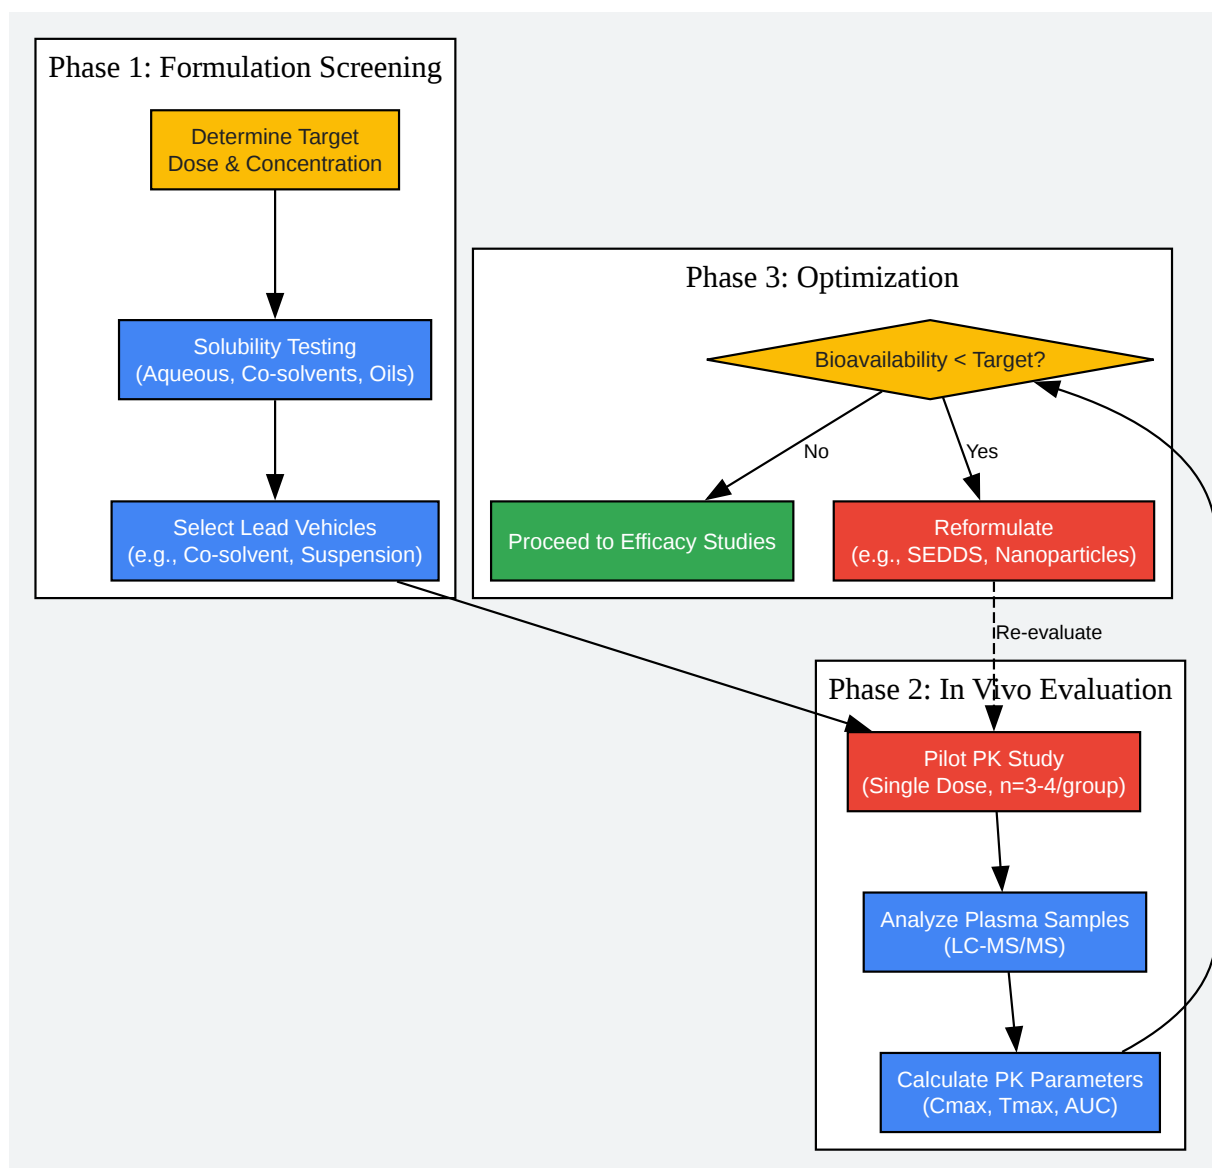 Phase 1: Formulation Screening
Determine Target
Dose & Concentration
Solubility Testing
(Aqueous, Co-solvents, Oils)
Select Lead Vehicles
(e.g., Co-solvent, Suspension)
Phase 3: Optimization
Bioavailability < Target?
No
Yes
Proceed to Efficacy Studies
Reformulate
(e.g., SEDDS, Nanoparticles)
Re-evaluate
Phase 2: In Vivo Evaluation
Pilot PK Study
(Single Dose, n=3-4/group)
Analyze Plasma Samples
(LC-MS/MS)
Calculate PK Parameters
(Cmax, Tmax, AUC)